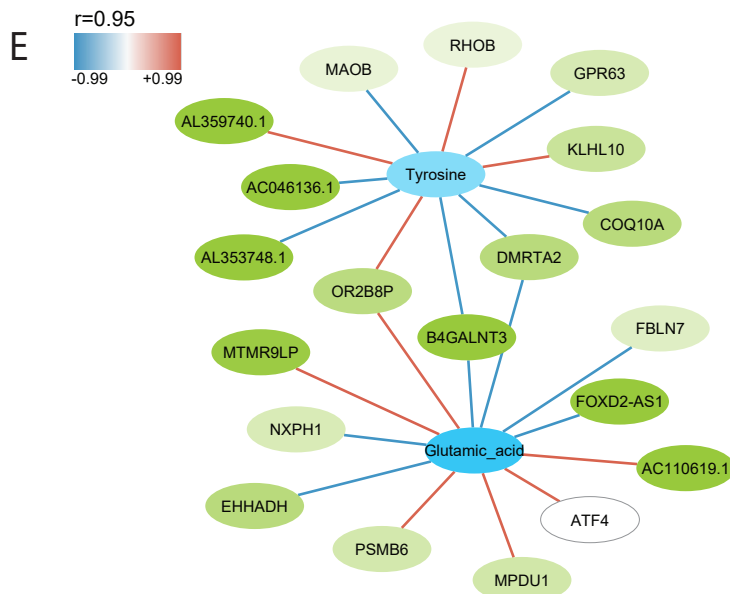 E
r=0.95
-0.99 +0.99
RHOB
MAOB
GPR63
AL359740.1
KLHL10
Tyrosine
AC046136.1
COQ10A
AL353748.1
DMRTA2
OR2B8P
FBLN7
B4GALNT3
MTMR9LP
FOXD2-AS1
NXPH1
Glutamic_acid
AC110619.1
EHHADH
ATF4
PSMB6
MPDU1